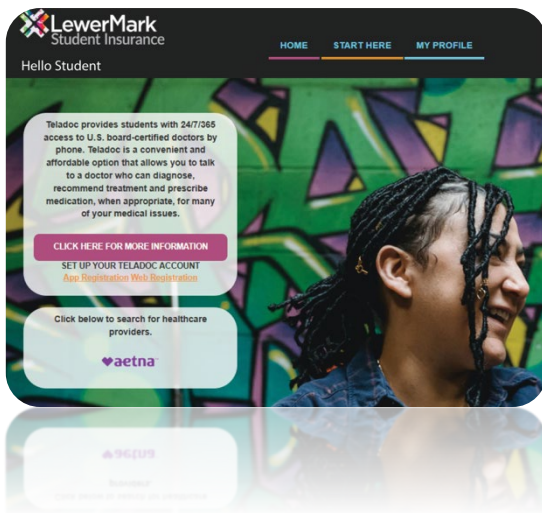 LewerMark
Student Insurance
HOME START HERE MY PROFILE
Hello Student
Teladoc provides students with 24/7/365
access to U.S. board-certified doctors by
phone. Teladoc is a convenient and
affordable option that allows you to talk
to a doctor who can diagnose,
recommend treatment and prescribe
medication, when appropriate, for many
of your medical issues.
CLICK HERE FOR MORE INFORMATION
SET UP YOUR TELADOC ACCOUNT
App Registration Web Registration
Click below to search for healthcare
providers.
aetna™